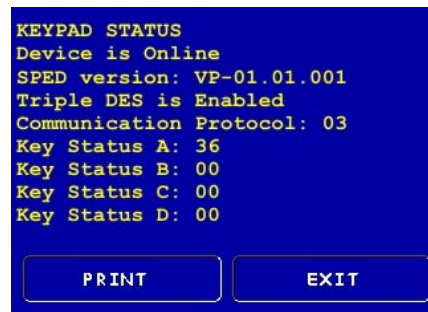 KEYPAD STATUS
Device is Online
SPED version: VP-01.01.001
Triple DES is Enabled
Communication Protocol: 03
Key Status A: 36
Key Status B: 00
Key Status C: 00
Key Status D: 00
PRINT
EXIT